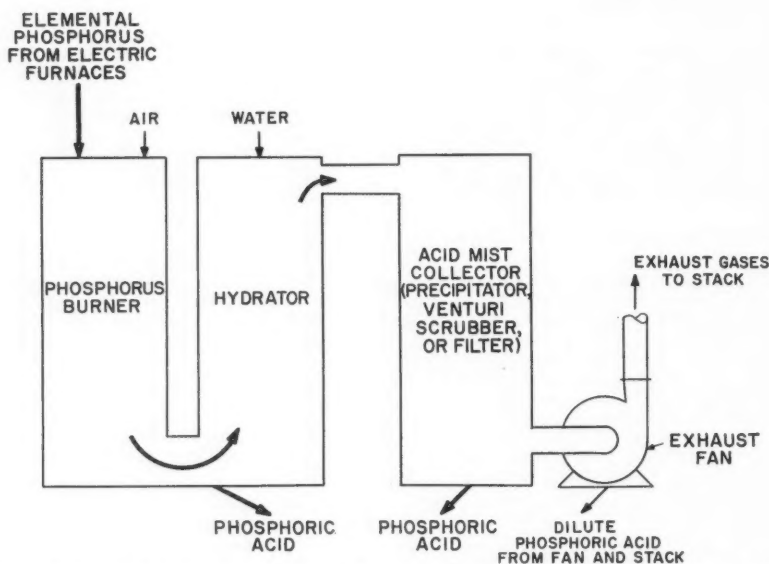 ELEMENTAL
PHOSPHORUS
FROM ELECTRIC
FURNACES
AIR
WATER
PHOSPHORUS
BURNER
HYDRATOR
ACID MIST
COLLECTOR
(PRECIPITATOR,
VENTURI
SCRUBBER,
OR FILTER)
EXHAUST GASES
TO STACK
EXHAUST
FAN
PHOSPHORIC
ACID
PHOSPHORIC
ACID
DILUTE
PHOSPHORIC ACID
FROM FAN AND STACK